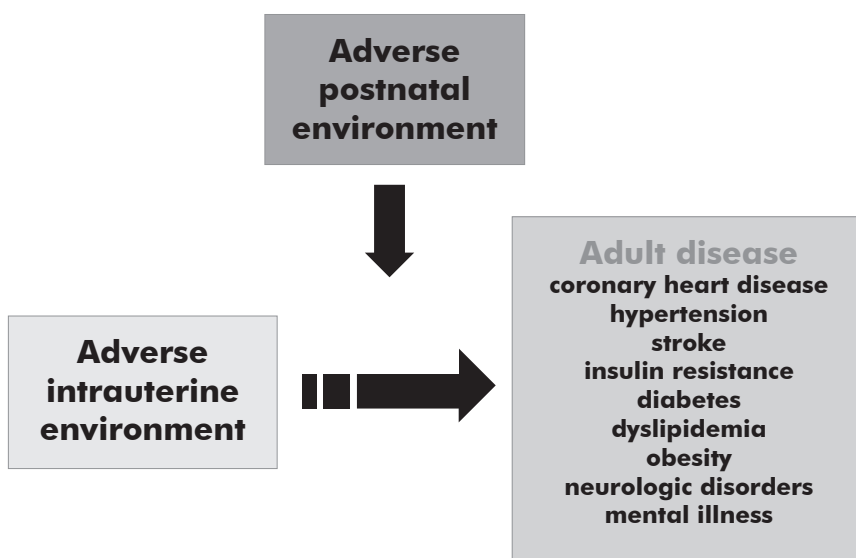 Adverse
postnatal
environment
Adverse
intrauterine
environment
Adult disease
coronary heart disease
hypertension
stroke
insulin resistance
diabetes
dyslipidemia
obesity
neurologic disorders
mental illness